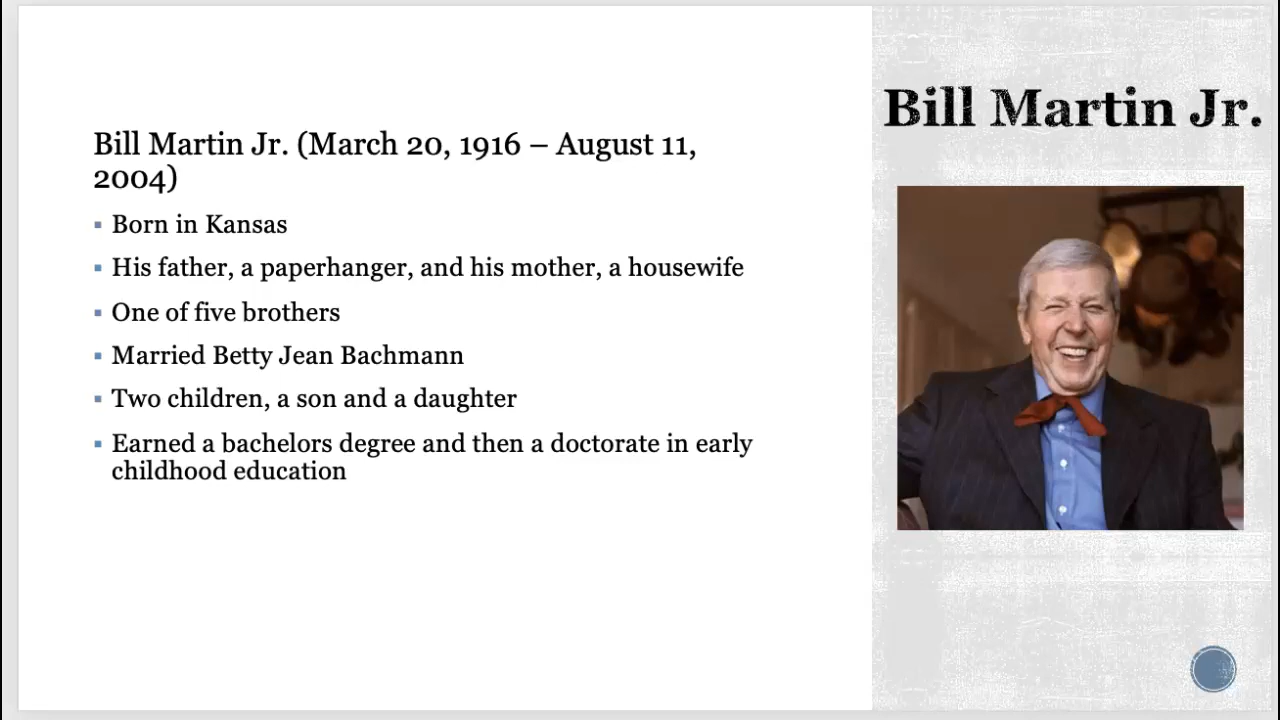 Bill Martin Jr.
Bill Martin Jr. (March 20, 1916 – August 11,
2004)
▪ Born in Kansas
▪ His father, a paperhanger, and his mother, a housewife
▪ One of five brothers
▪ Married Betty Jean Bachmann
▪ Two children, a son and a daughter
▪ Earned a bachelors degree and then a doctorate in early
childhood education